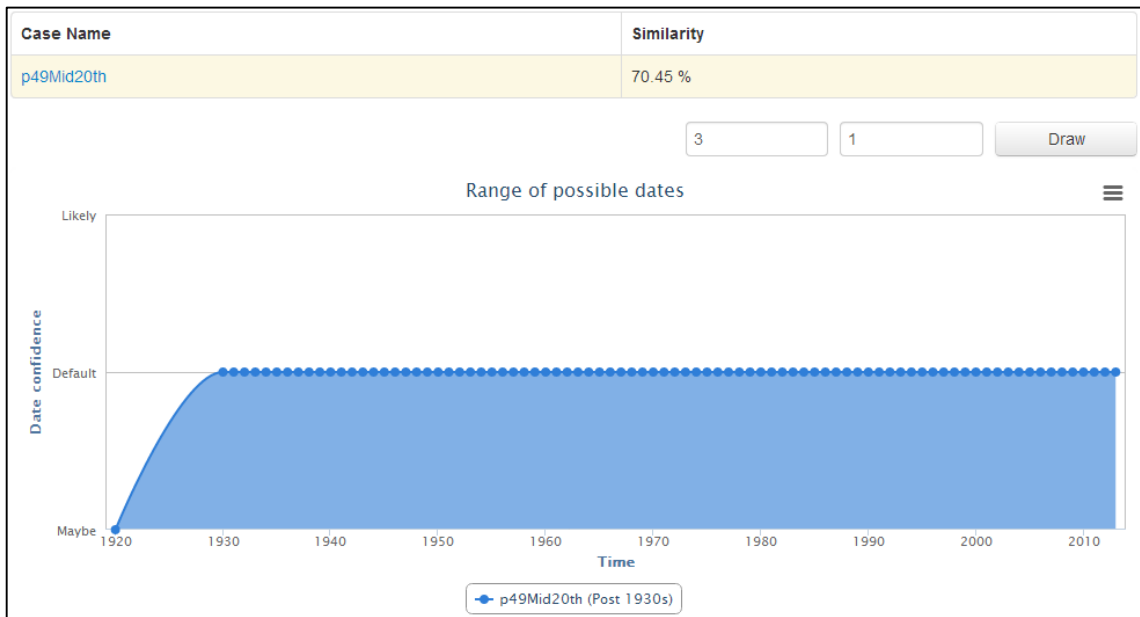 Case Name Similarity
p49Mid20th 70.45 %
3 1 Draw
Range of possible dates
Likely
Default
Maybe
Date confidence
1920 1930 1940 1950 1960 1970 1980 1990 2000 2010
Time
p49Mid20th (Post 1930s)